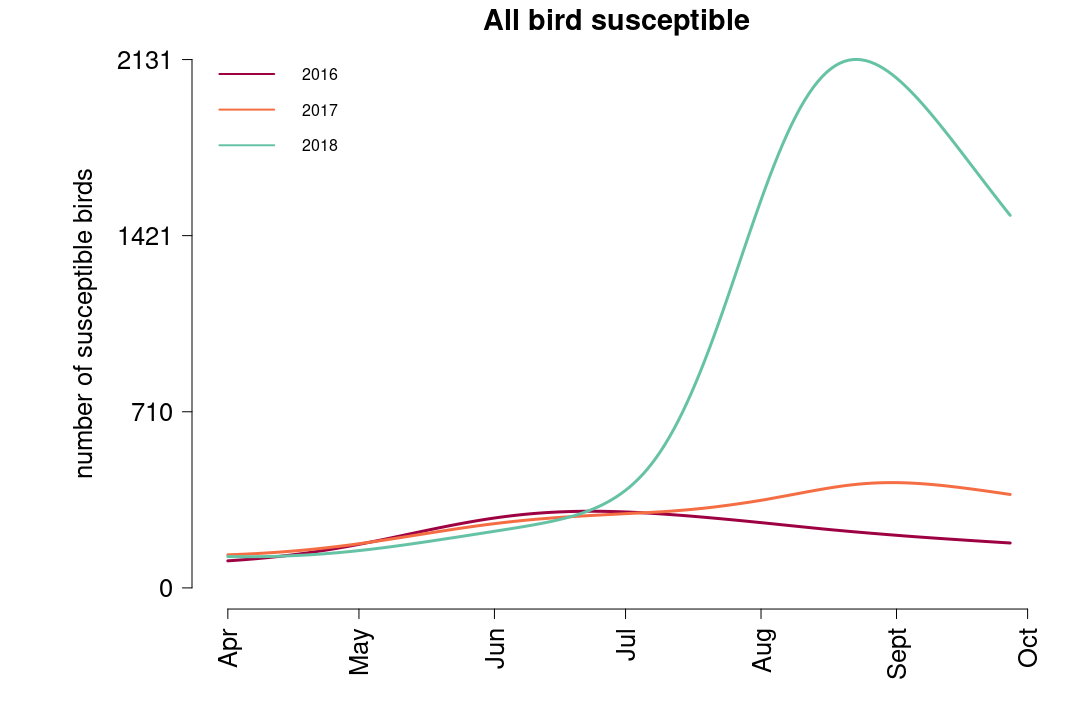 All bird susceptible
2016
2017
2018
number of susceptible birds
2131
1421
710
0
Apr
May
Jun
Jul
Aug
Sept
Oct